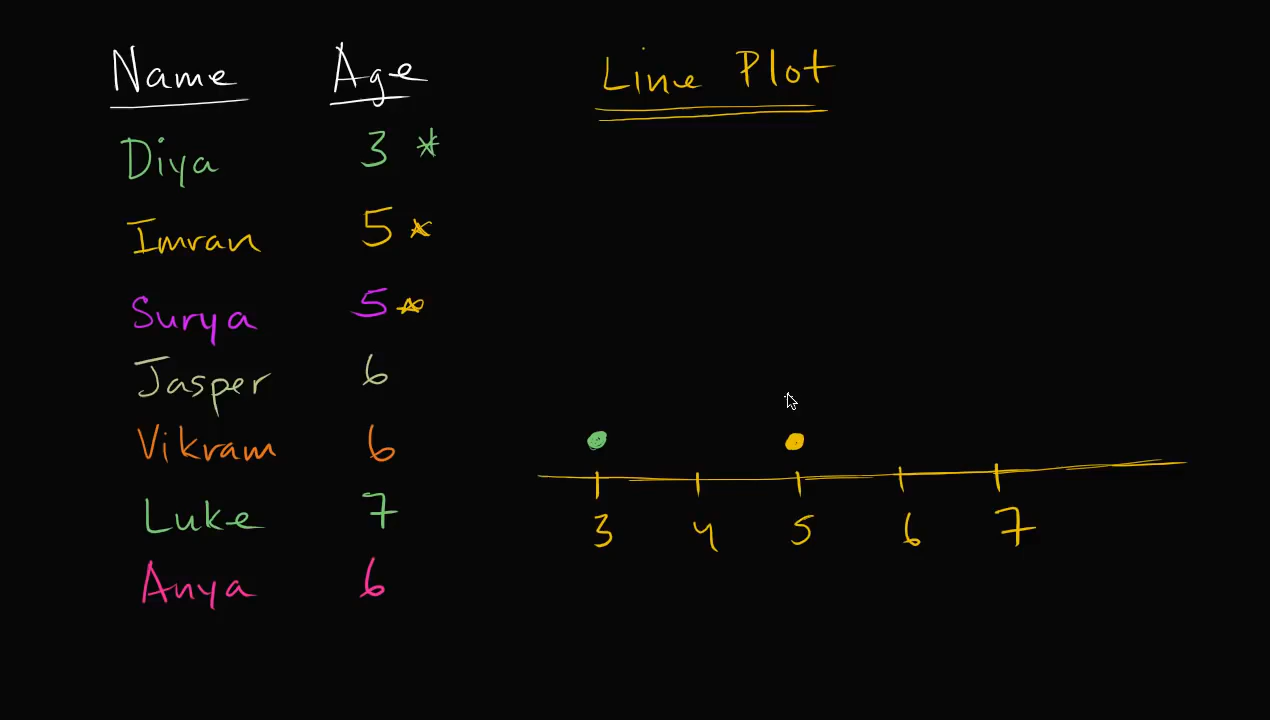 Name Age
Diya 3 *
Imran 5 *
Surya 5 *
Jasper 6
Vikram 6
Luke 7
Anya 6
Line Plot
3 4 5 6 7